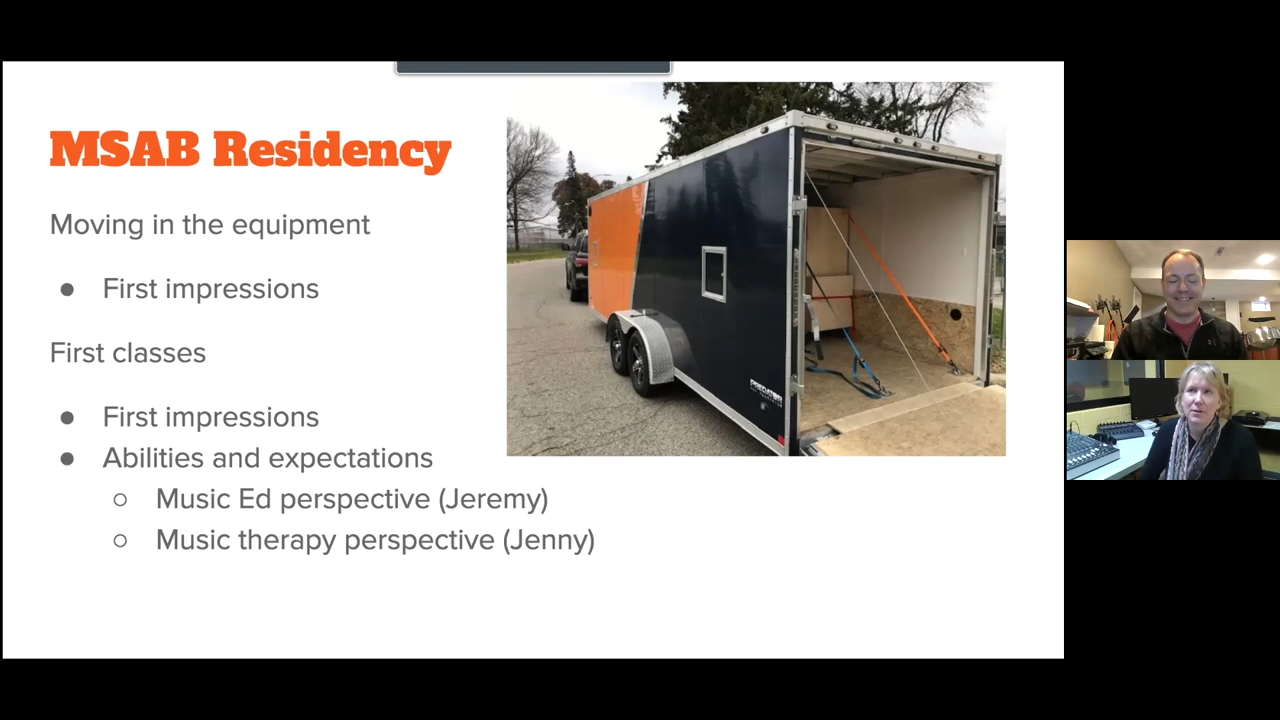 MSAB Residency
Moving in the equipment
● First impressions
First classes
● First impressions
● Abilities and expectations
○ Music Ed perspective (Jeremy)
○ Music therapy perspective (Jenny)